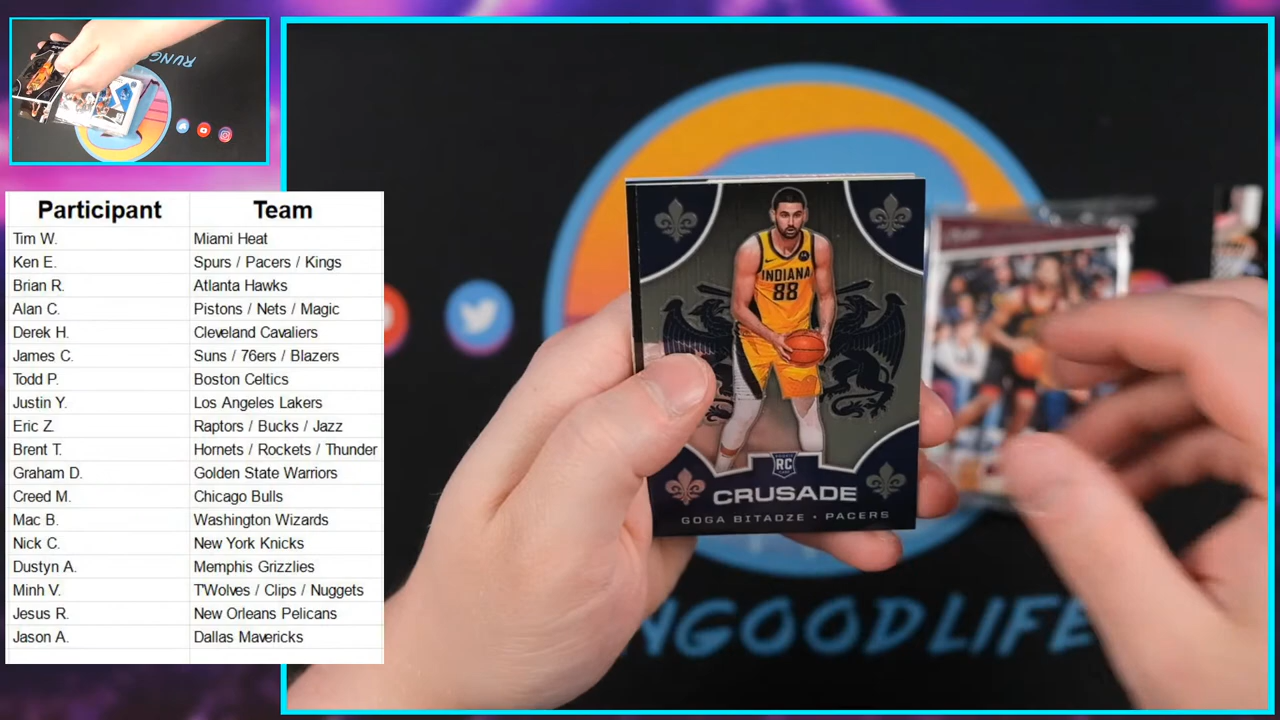 RUNG
Participant Team
Tim W. Miami Heat
Ken E. Spurs / Pacers / Kings
Brian R. Atlanta Hawks
Alan C. Pistons / Nets / Magic
Derek H. Cleveland Cavaliers
James C. Suns / 76ers / Blazers
Todd P. Boston Celtics
Justin Y. Los Angeles Lakers
Eric Z. Raptors / Bucks / Jazz
Brent T. Hornets / Rockets / Thunder
Graham D. Golden State Warriors
Creed M. Chicago Bulls
Mac B. Washington Wizards
Nick C. New York Knicks
Dustyn A. Memphis Grizzlies
Minh V. T'Wolves / Clips / Nuggets
Jesus R. New Orleans Pelicans
Jason A. Dallas Mavericks
INDIANA
88
RC
CRUSADE
GOGA BITADZE • PACERS
NGOODLIFE